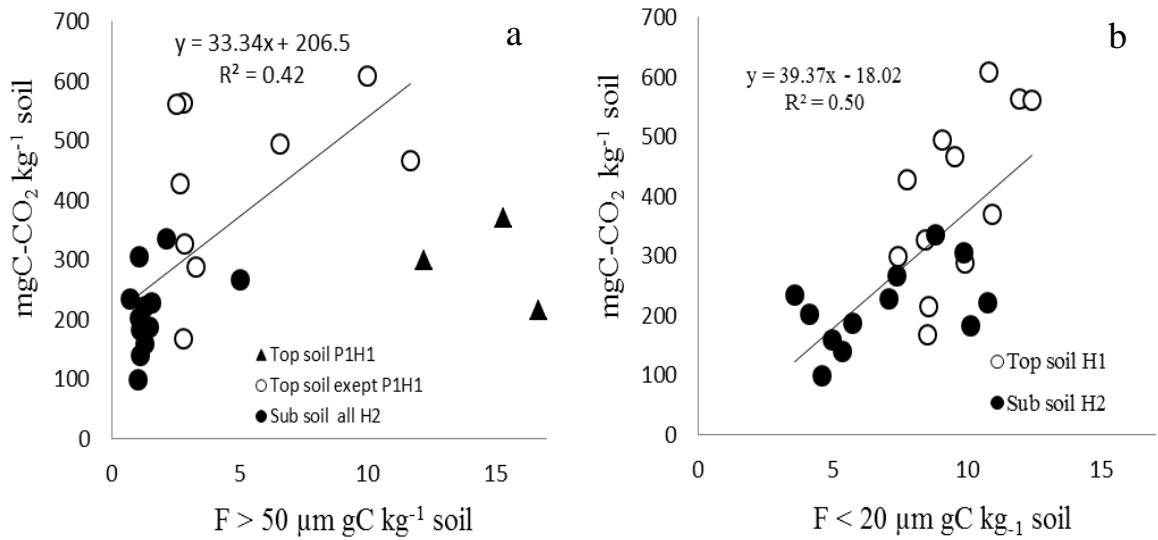 a
y = 33.34x + 206.5
R² = 0.42
mgC-CO₂ kg⁻¹ soil
700
600
500
400
300
200
100
0
Top soil P1H1
Top soil exept P1H1
Sub soil all H2
0 5 10 15
F > 50 µm gC kg⁻¹ soil
b
y = 39.37x - 18.02
R² = 0.50
mgC-CO₂ kg⁻¹ soil
700
600
500
400
300
200
100
0
Top soil H1
Sub soil H2
0 5 10 15
F < 20 µm gC kg₋₁ soil